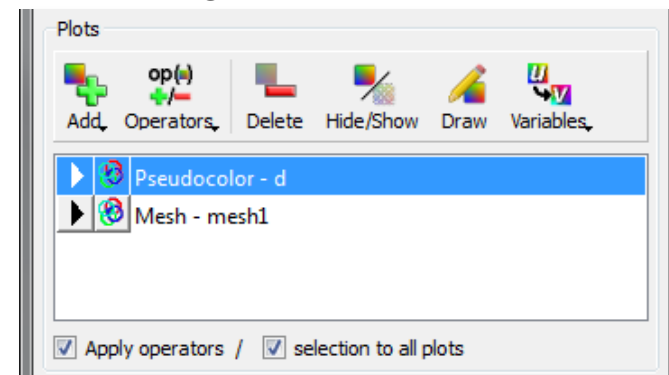 Plots
op(▪)
+/−
Add Operators Delete Hide/Show Draw Variables
Pseudocolor - d
Mesh - mesh1
Apply operators / selection to all plots